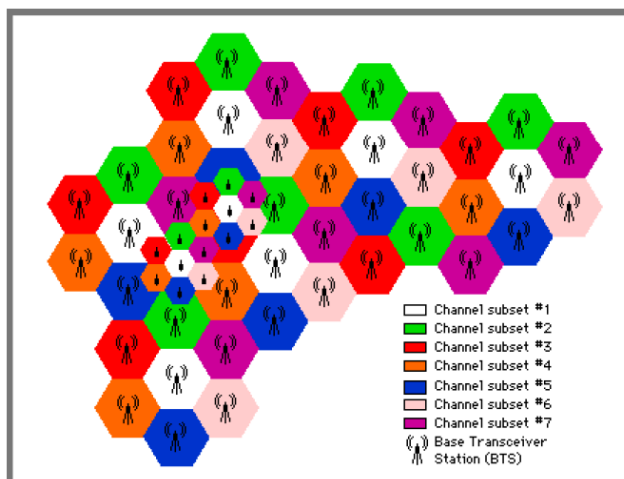 Channel subset #1
Channel subset #2
Channel subset #3
Channel subset #4
Channel subset #5
Channel subset #6
Channel subset #7
Base Transceiver
Station (BTS)